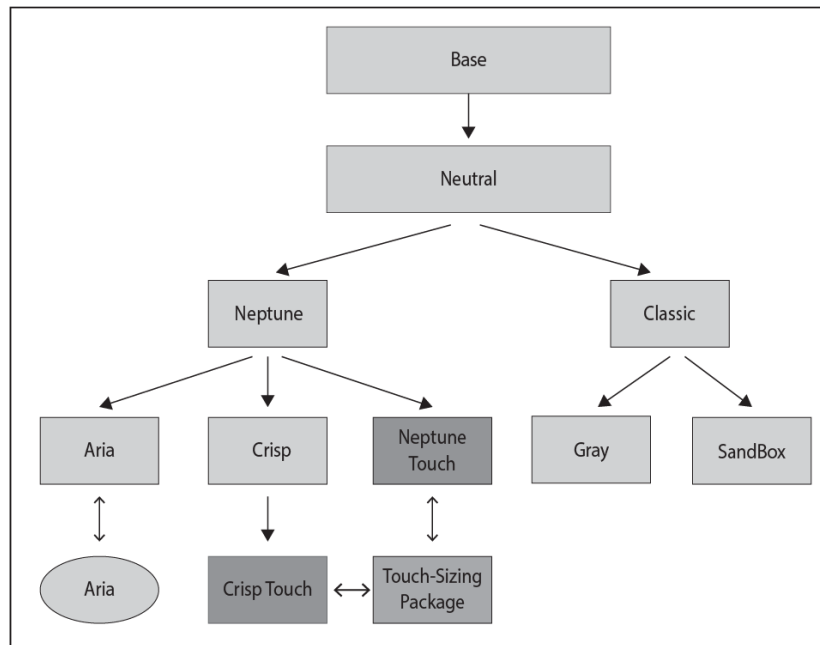 Base
Neutral
Neptune
Classic
Aria
Crisp
Neptune
Touch
Gray
SandBox
Aria
Crisp Touch
Touch-Sizing
Package